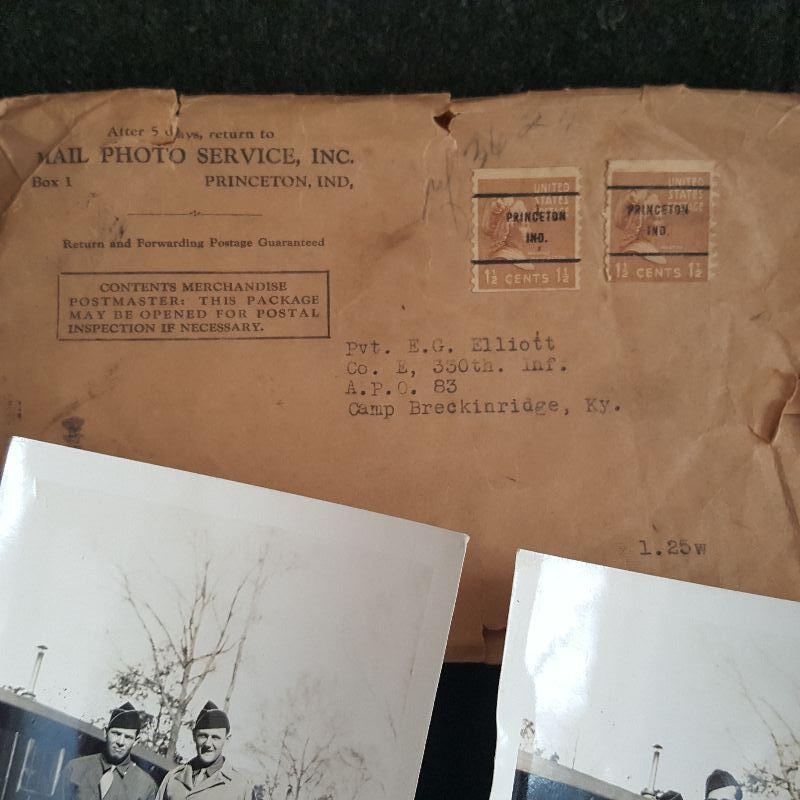 After 5 days, return to
MAIL PHOTO SERVICE, INC.
Box 1 PRINCETON, IND,
Return and Forwarding Postage Guaranteed
CONTENTS MERCHANDISE
POSTMASTER: THIS PACKAGE
MAY BE OPENED FOR POSTAL
INSPECTION IF NECESSARY.
36
UNITED
STATES
POSTAGE
PRINCETON
IND.
1½ CENTS 1½
UNITED
STATES
POSTAGE
PRINCETON
IND.
1½ CENTS 1½
Pvt. E.G. Elliott
Co. E, 330th. Inf.
A.P.O. 83
Camp Breckinridge, Ky.
1.25w